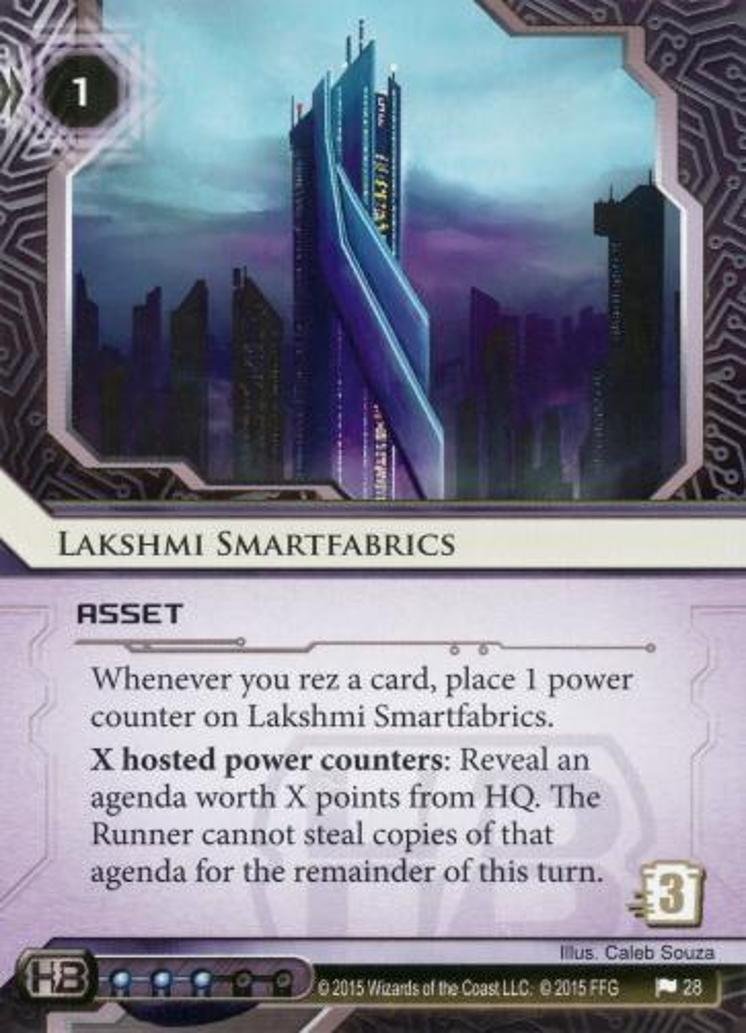 1
LAKSHMI SMARTFABRICS
ASSET
Whenever you rez a card, place 1 power
counter on Lakshmi Smartfabrics.
X hosted power counters: Reveal an
agenda worth X points from HQ. The
Runner cannot steal copies of that
agenda for the remainder of this turn.
3
Illus. Caleb Souza
HB
© 2015 Wizards of the Coast LLC. © 2015 FFG
28